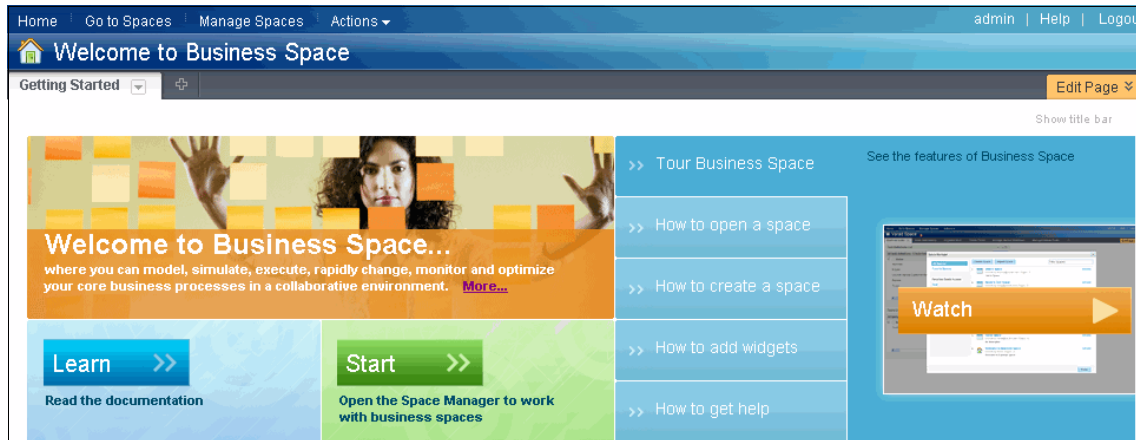 Home Go to Spaces Manage Spaces Actions admin | Help | Logou
Welcome to Business Space
Getting Started Edit Page
Show title bar
Welcome to Business Space...
where you can model, simulate, execute, rapidly change, monitor and optimize
your core business processes in a collaborative environment. More...
Learn
Read the documentation
Start
Open the Space Manager to work
with business spaces
Tour Business Space
How to open a space
How to create a space
How to add widgets
How to get help
See the features of Business Space
Watch